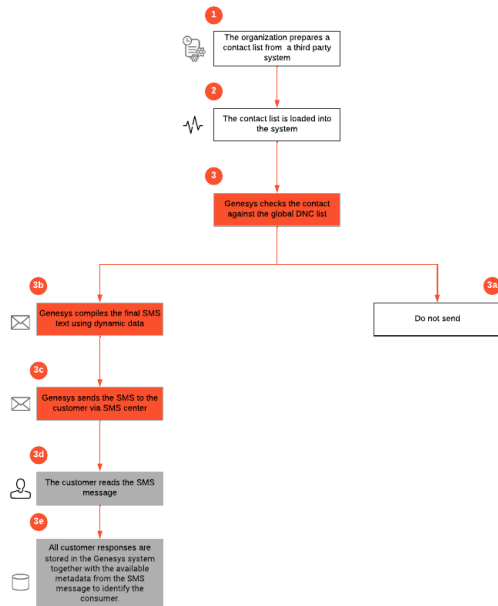 1
The organization prepares a
contact list from a third party
system
2
The contact list is loaded into
the system
3
Genesys checks the contact
against the global DNC list
3b
Genesys compiles the final SMS
text using dynamic data
3a
Do not send
3c
Genesys sends the SMS to the
customer via SMS center
3d
The customer reads the SMS
message
3e
All customer responses are
stored in the Genesys system
together with the available
metadata from the SMS
message to identify the
consumer.